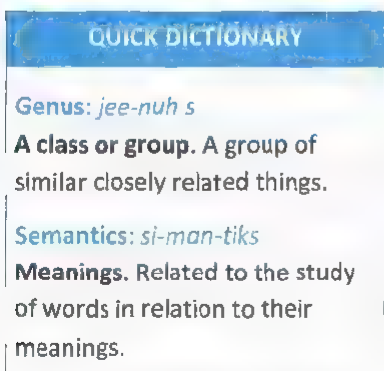 QUICK DICTIONARY
Genus: jee-nuh s
A class or group. A group of
similar closely related things.
Semantics: si-man-tiks
Meanings. Related to the study
of words in relation to their
meanings.